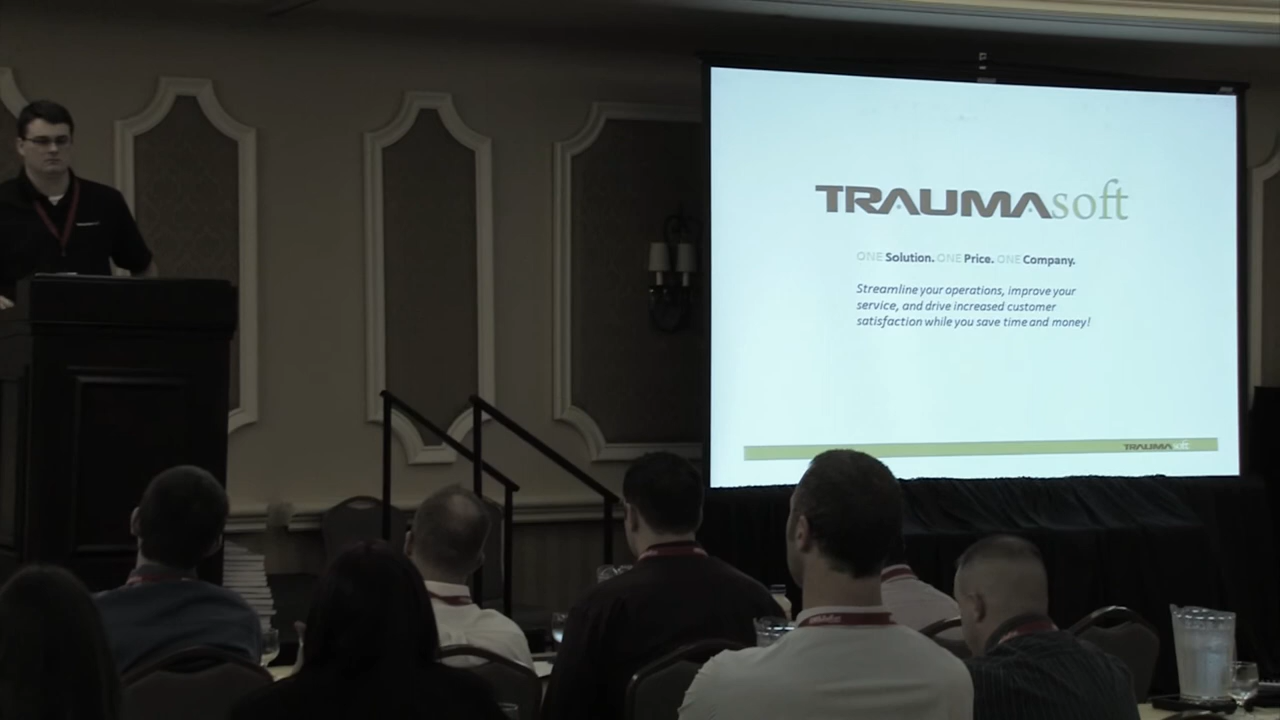 TRAUMAsoft
ONE Solution. ONE Price. ONE Company.
Streamline your operations, improve your
service, and drive increased customer
satisfaction while you save time and money!
TRAUMAsoft